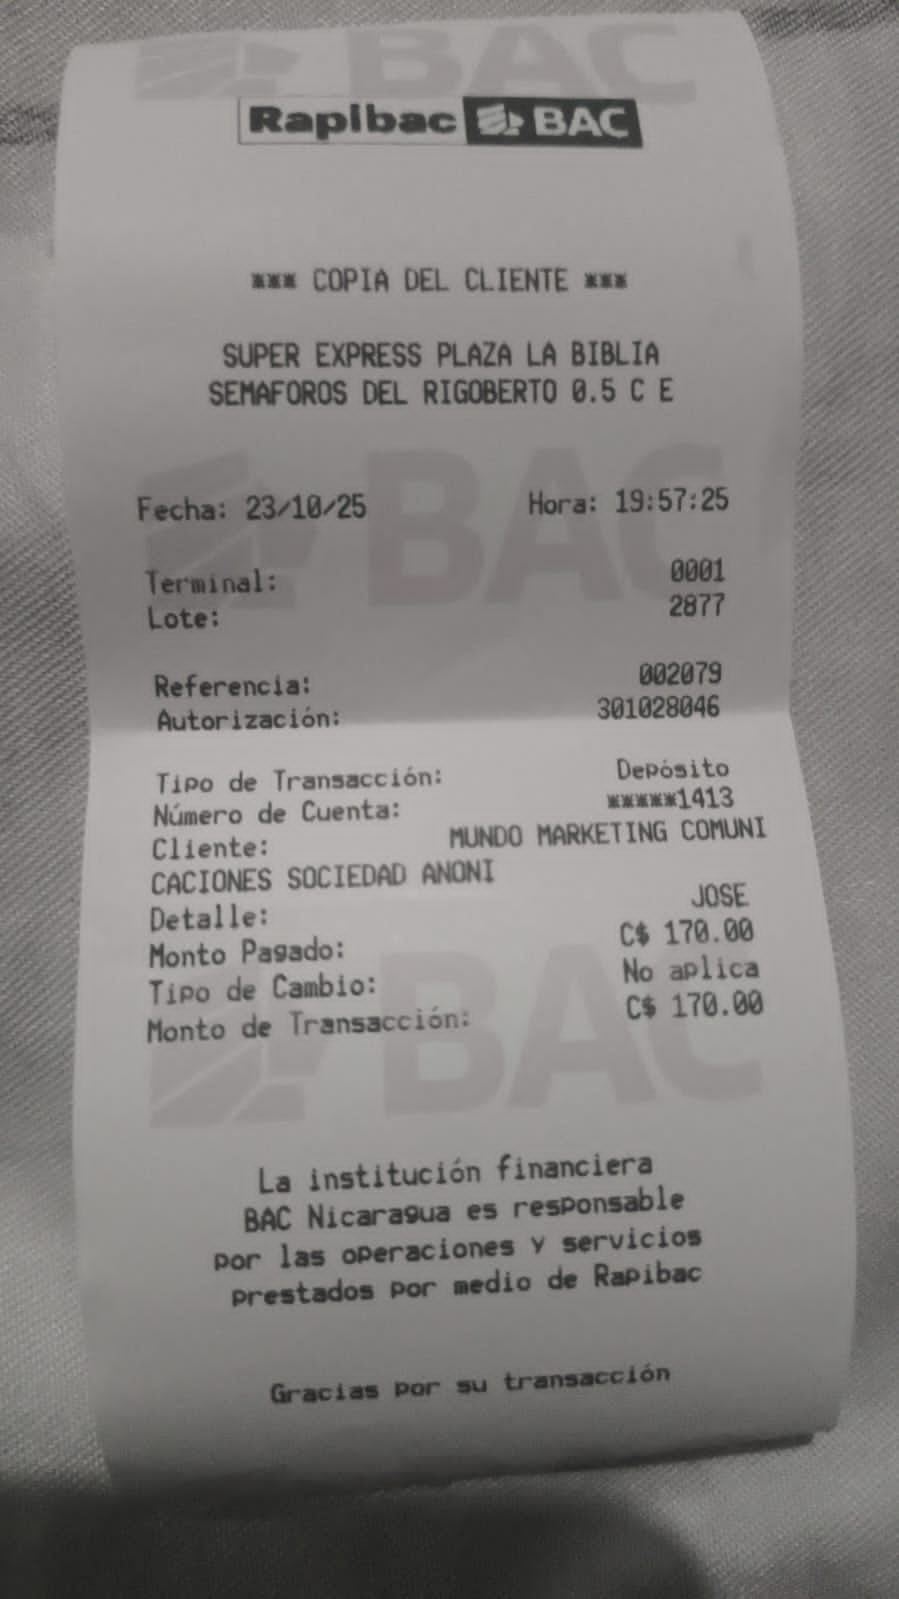 BAC
Rapibac BAC
*** COPIA DEL CLIENTE ***
SUPER EXPRESS PLAZA LA BIBLIA
SEMAFOROS DEL RIGOBERTO 0.5 C E
BAC
Fecha: 23/10/25 Hora: 19:57:25
Terminal: 0001
Lote: 2877
Referencia: 002079
Autorización: 301028046
Tipo de Transacción: Depósito
Número de Cuenta: *****1413
Cliente: MUNDO MARKETING COMUNI
CACIONES SOCIEDAD ANONI
Detalle: JOSE
Monto Pagado: C$ 170.00
Tipo de Cambio: No aplica
Monto de Transacción: C$ 170.00
BAC
La institución financiera
BAC Nicaragua es responsable
por las operaciones y servicios
prestados por medio de Rapibac
Gracias por su transacción